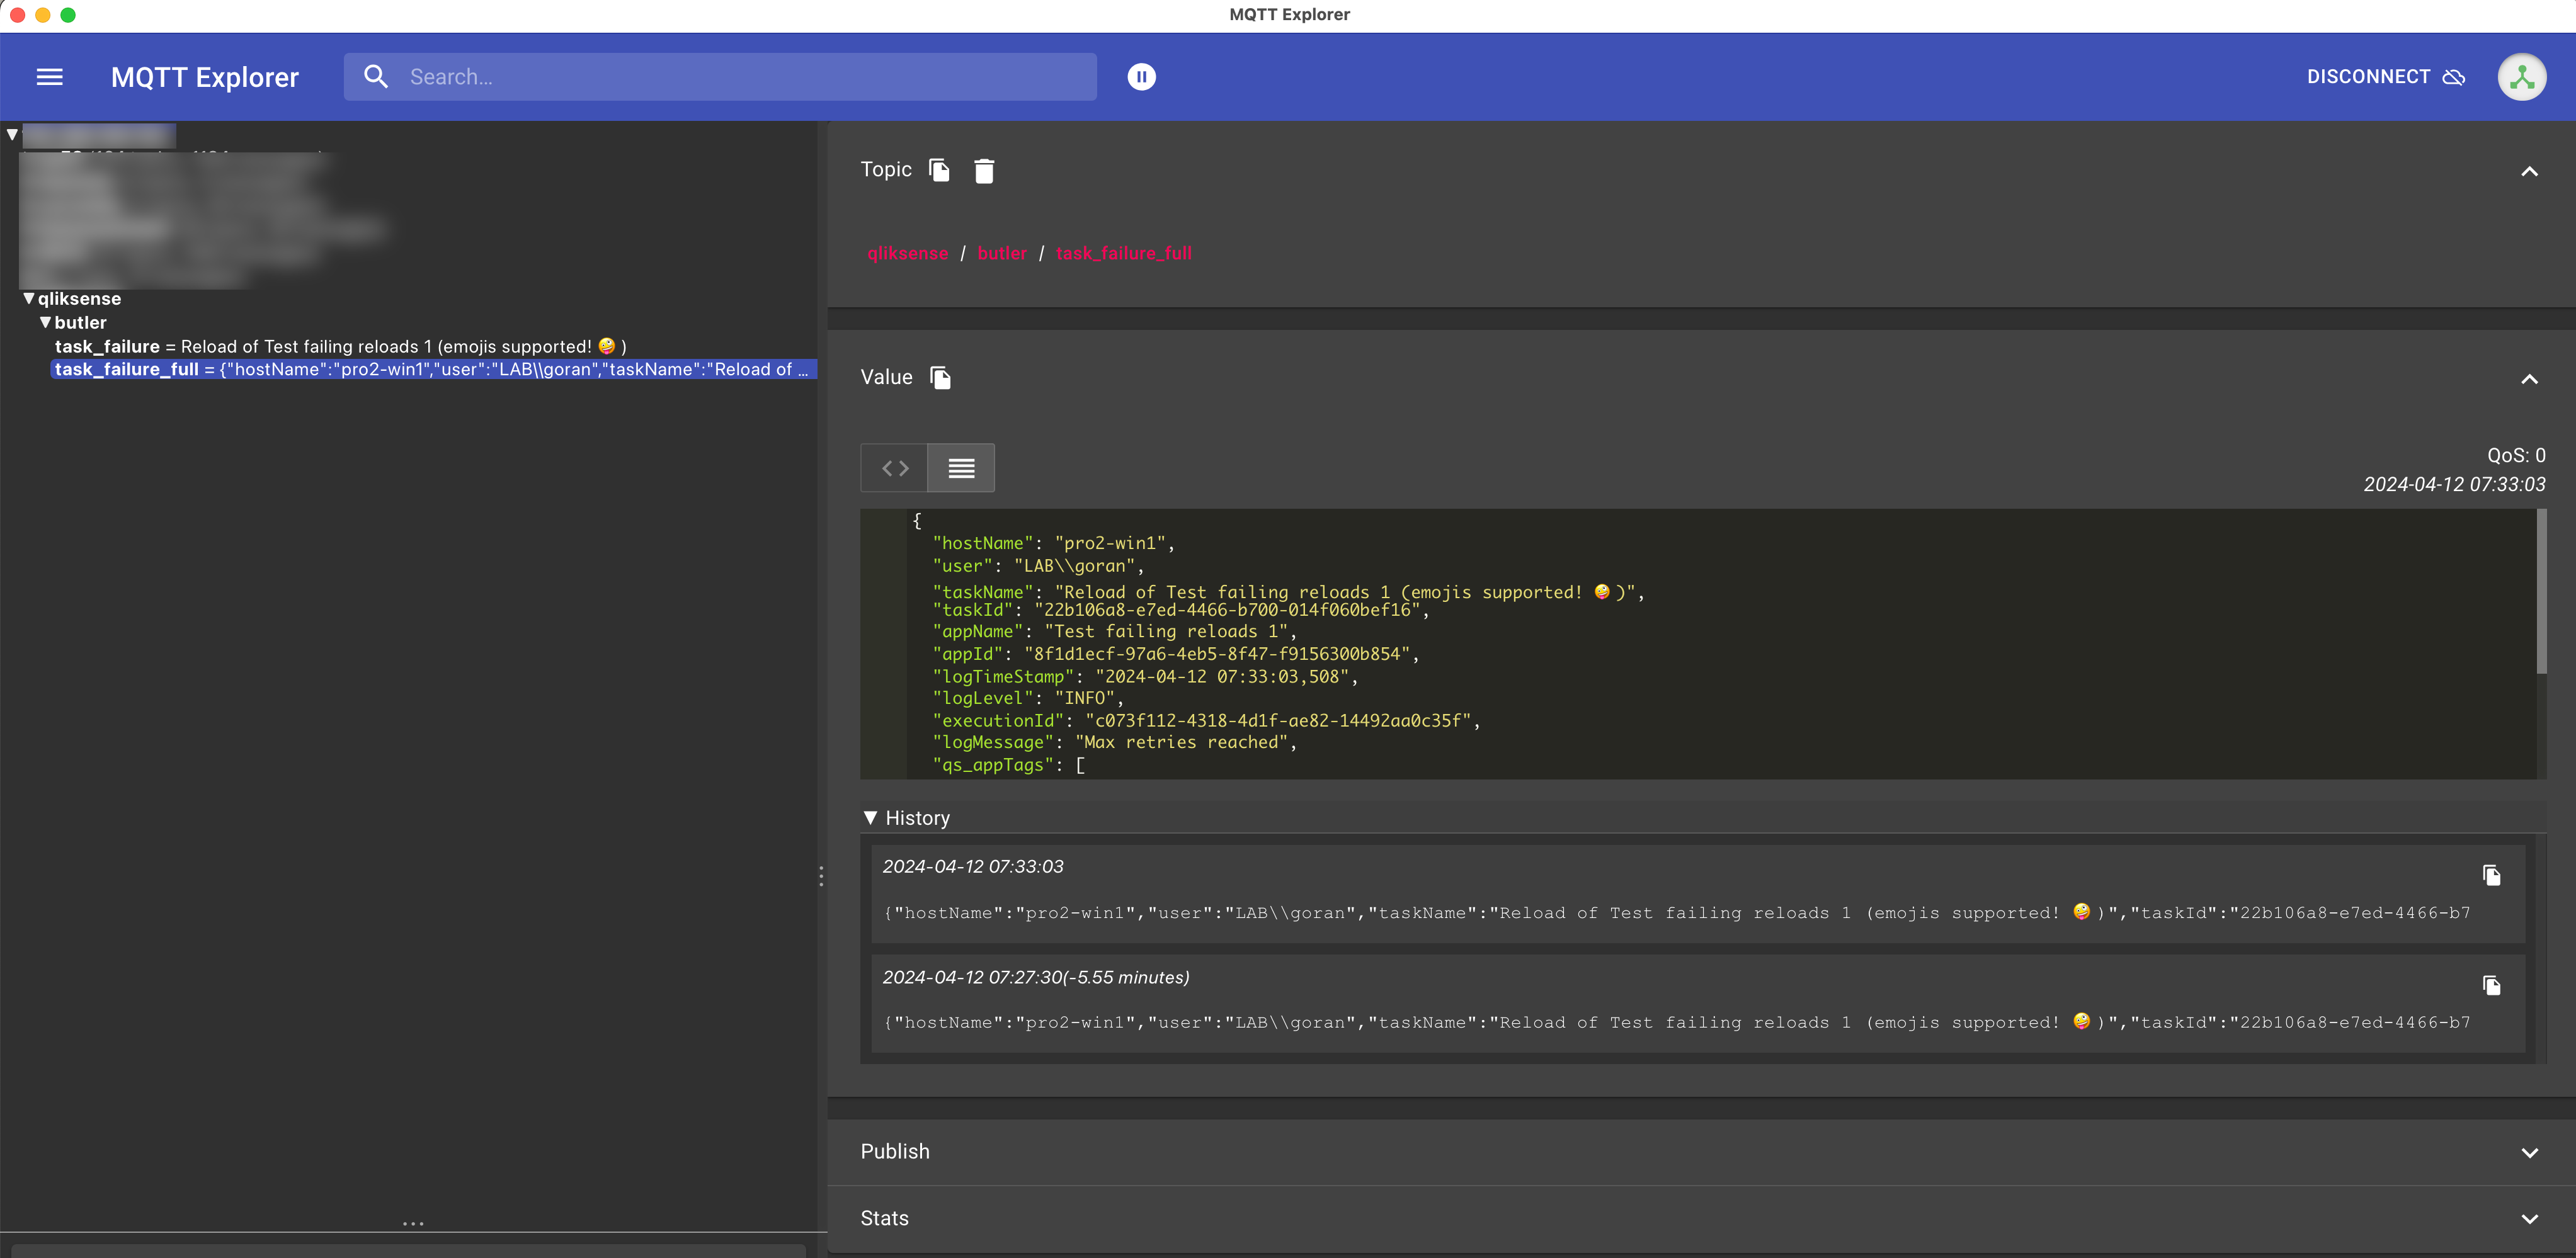 MQTT Explorer
MQTT Explorer
Search...
DISCONNECT
▼qliksense
▼butler
task_failure = Reload of Test failing reloads 1 (emojis supported! 🤪 )
task_failure_full = {"hostName":"pro2-win1","user":"LAB\\goran","taskName":"Reload of ...
Topic
qliksense / butler / task_failure_full
Value
QoS: 0
2024-04-12 07:33:03
{
"hostName": "pro2-win1",
"user": "LAB\\goran",
"taskName": "Reload of Test failing reloads 1 (emojis supported! 🤪 )",
"taskId": "22b106a8-e7ed-4466-b700-014f060bef16",
"appName": "Test failing reloads 1",
"appId": "8f1d1ecf-97a6-4eb5-8f47-f9156300b854",
"logTimeStamp": "2024-04-12 07:33:03,508",
"logLevel": "INFO",
"executionId": "c073f112-4318-4d1f-ae82-14492aa0c35f",
"logMessage": "Max retries reached",
"qs_appTags": [
▼ History
2024-04-12 07:33:03
{"hostName":"pro2-win1","user":"LAB\\goran","taskName":"Reload of Test failing reloads 1 (emojis supported! 🤪 )","taskId":"22b106a8-e7ed-4466-b7
2024-04-12 07:27:30(-5.55 minutes)
{"hostName":"pro2-win1","user":"LAB\\goran","taskName":"Reload of Test failing reloads 1 (emojis supported! 🤪 )","taskId":"22b106a8-e7ed-4466-b7
Publish
Stats